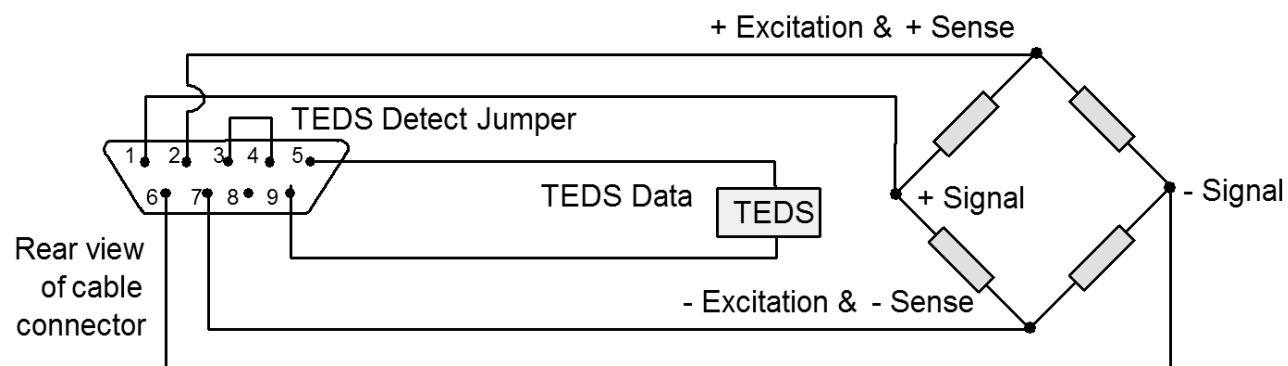 + Excitation & + Sense
TEDS Detect Jumper
1 2 3 4 5
6 7 8 9
TEDS Data
TEDS
+ Signal
- Signal
Rear view
of cable
connector
- Excitation & - Sense